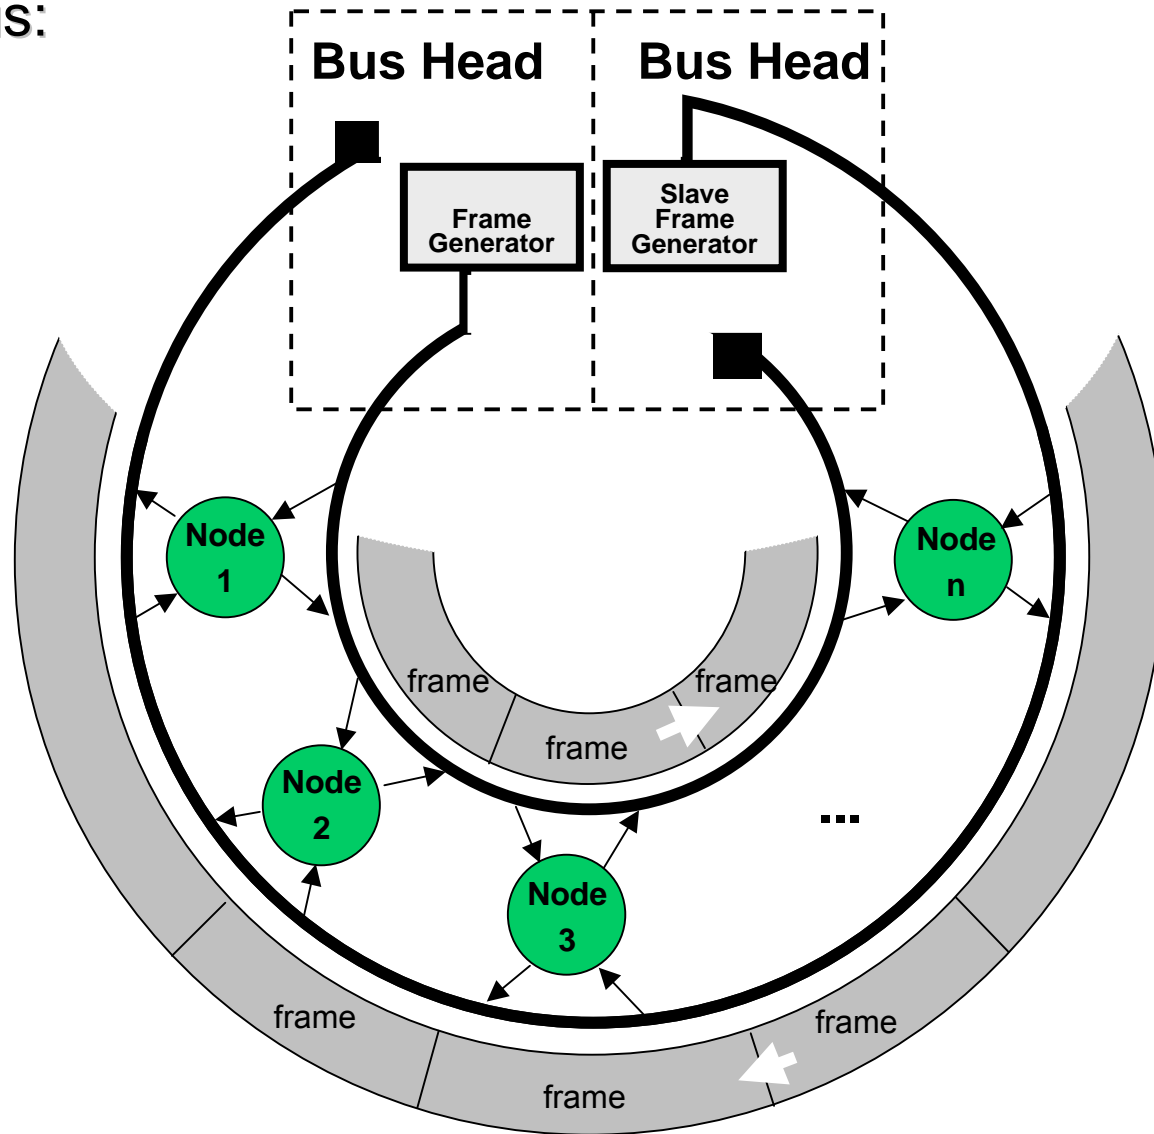 Bus Head
Bus Head
Frame
Generator
Slave
Frame
Generator
Node
1
Node
n
frame
frame
frame
Node
2
...
Node
3
frame
frame
frame